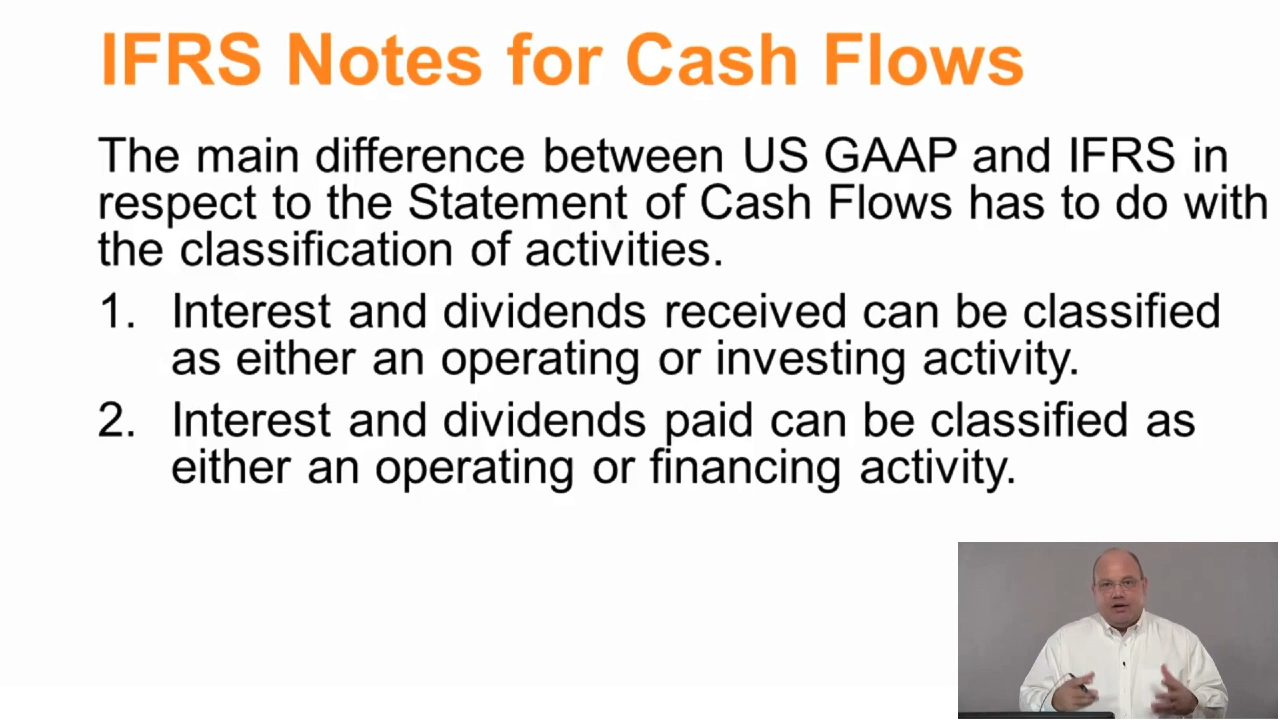 IFRS Notes for Cash Flows
The main difference between US GAAP and IFRS in
respect to the Statement of Cash Flows has to do with
the classification of activities.
1. Interest and dividends received can be classified
as either an operating or investing activity.
2. Interest and dividends paid can be classified as
either an operating or financing activity.